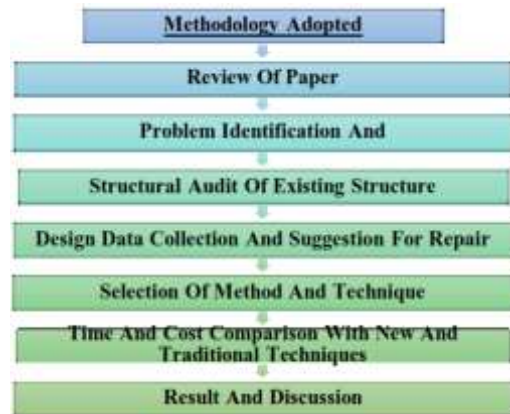 Methodology Adopted
Review Of Paper
Problem Identification And
Structural Audit Of Existing Structure
Design Data Collection And Suggestion For Repair
Selection Of Method And Technique
Time And Cost Comparison With New And
Traditional Techniques
Result And Discussion